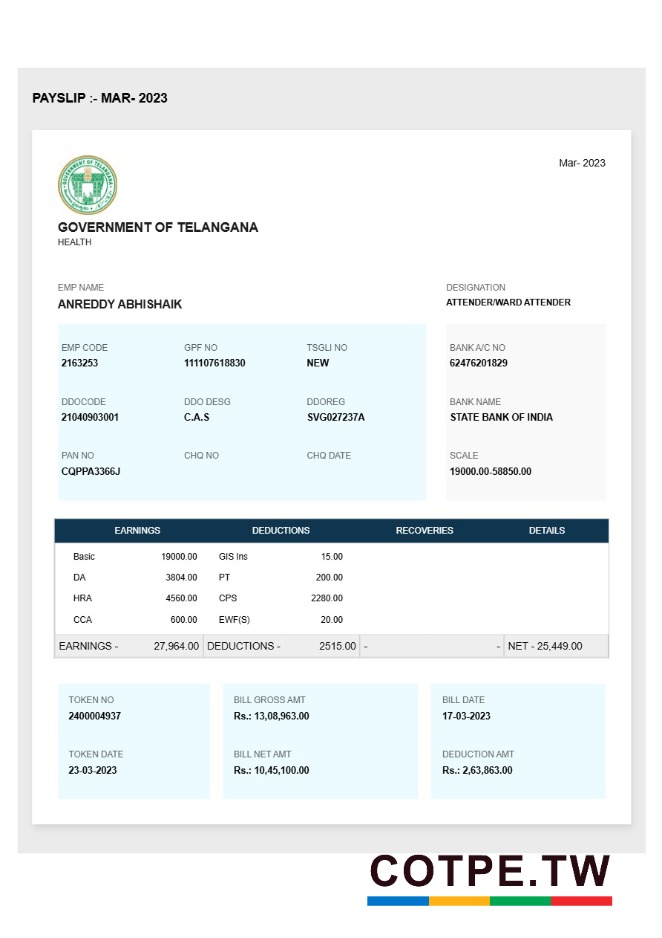 PAYSLIP :- MAR- 2023
Mar- 2023
GOVERNMENT OF TELANGANA
GOVERNMENT OF TELANGANA
HEALTH
EMP NAME DESIGNATION
ANREDDY ABHISHAIK ATTENDER/WARD ATTENDER
EMP CODE GPF NO TSGLI NO BANK A/C NO
2163253 111107618830 NEW 62476201829
DDOCODE DDO DESG DDOREG BANK NAME
21040903001 C.A.S SVG027237A STATE BANK OF INDIA
PAN NO CHQ NO CHQ DATE SCALE
CQPPA3366J 19000.00-58850.00
EARNINGS DEDUCTIONS RECOVERIES DETAILS
Basic 19000.00 GIS Ins 15.00
DA 3804.00 PT 200.00
HRA 4560.00 CPS 2280.00
CCA 600.00 EWF(S) 20.00
EARNINGS - 27,964.00 DEDUCTIONS - 2515.00 - - NET - 25,449.00
TOKEN NO BILL GROSS AMT BILL DATE
2400004937 Rs.: 13,08,963.00 17-03-2023
TOKEN DATE BILL NET AMT DEDUCTION AMT
23-03-2023 Rs.: 10,45,100.00 Rs.: 2,63,863.00
COTPE.TW